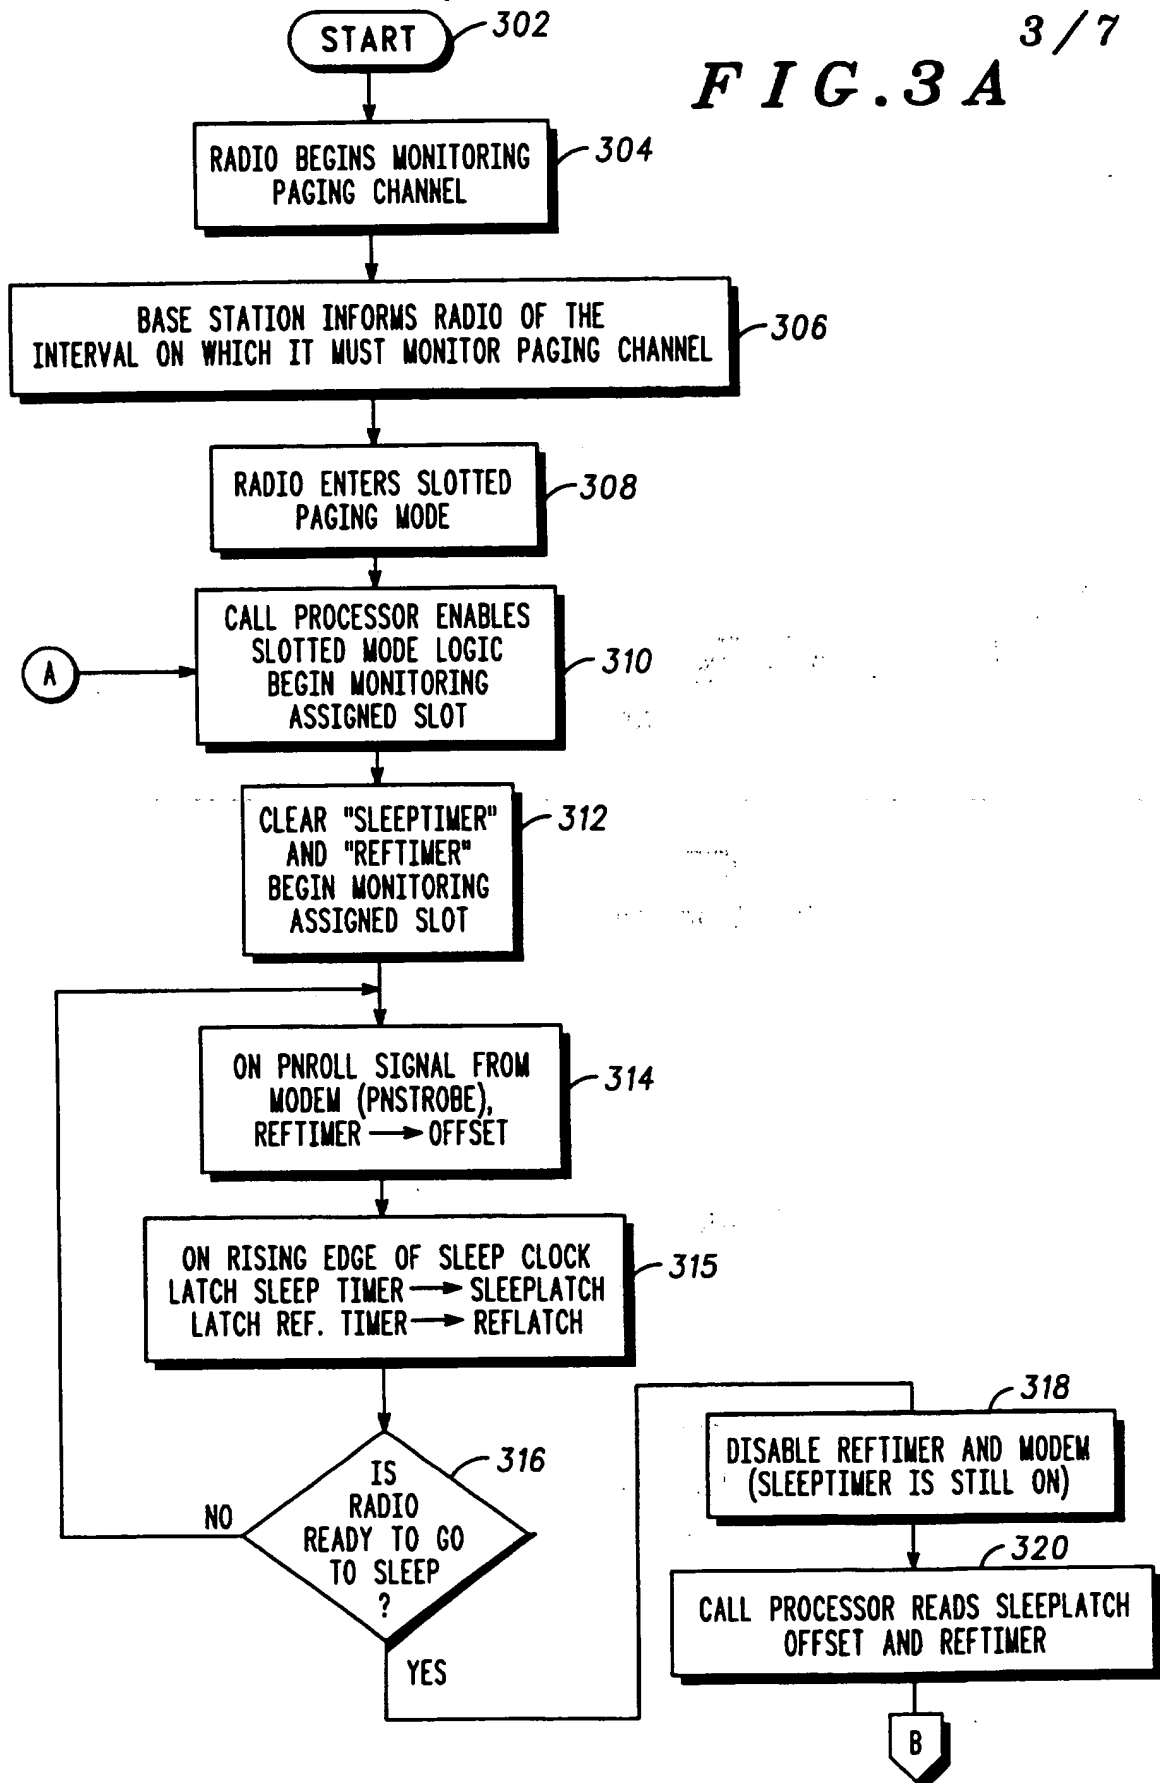 3/7
FIG.3A
START
302
RADIO BEGINS MONITORING
PAGING CHANNEL
304
BASE STATION INFORMS RADIO OF THE
INTERVAL ON WHICH IT MUST MONITOR PAGING CHANNEL
306
RADIO ENTERS SLOTTED
PAGING MODE
308
CALL PROCESSOR ENABLES
SLOTTED MODE LOGIC
BEGIN MONITORING
ASSIGNED SLOT
310
A
CLEAR "SLEEPTIMER"
AND "REFTIMER"
BEGIN MONITORING
ASSIGNED SLOT
312
ON PNROLL SIGNAL FROM
MODEM (PNSTROBE),
REFTIMER → OFFSET
314
ON RISING EDGE OF SLEEP CLOCK
LATCH SLEEP TIMER → SLEEPLATCH
LATCH REF. TIMER → REFLATCH
315
IS
RADIO
READY TO GO
TO SLEEP
?
316
NO
YES
318
DISABLE REFTIMER AND MODEM
(SLEEPTIMER IS STILL ON)
320
CALL PROCESSOR READS SLEEPLATCH
OFFSET AND REFTIMER
B